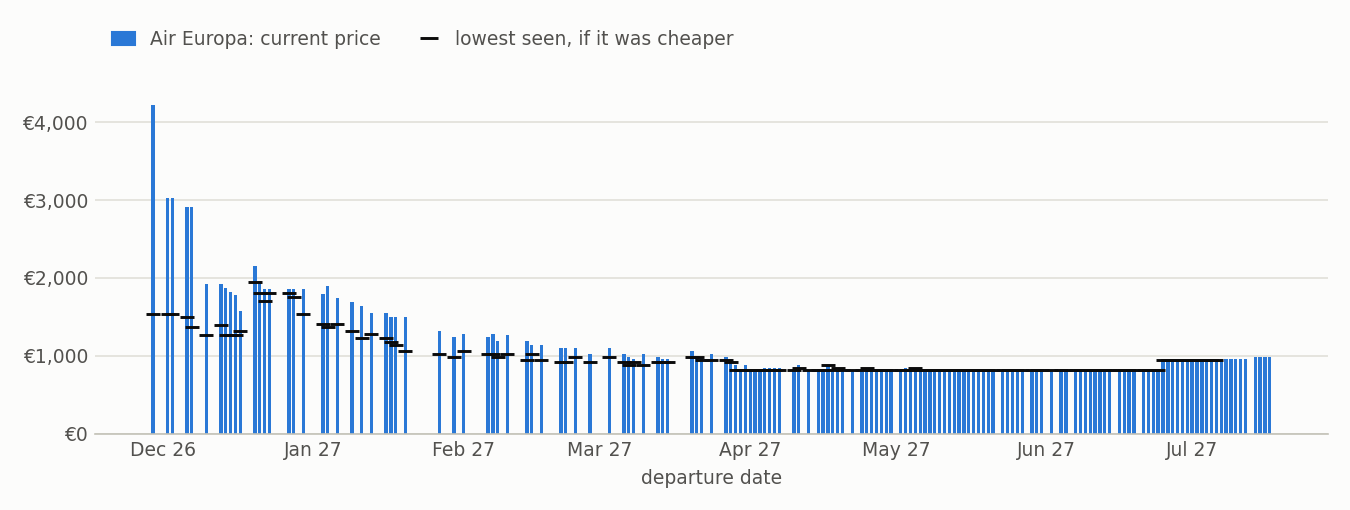 Air Europa: current price
lowest seen, if it was cheaper
€4,000
€3,000
€2,000
€1,000
€0
Dec 26 Jan 27 Feb 27 Mar 27 Apr 27 May 27 Jun 27 Jul 27
departure date